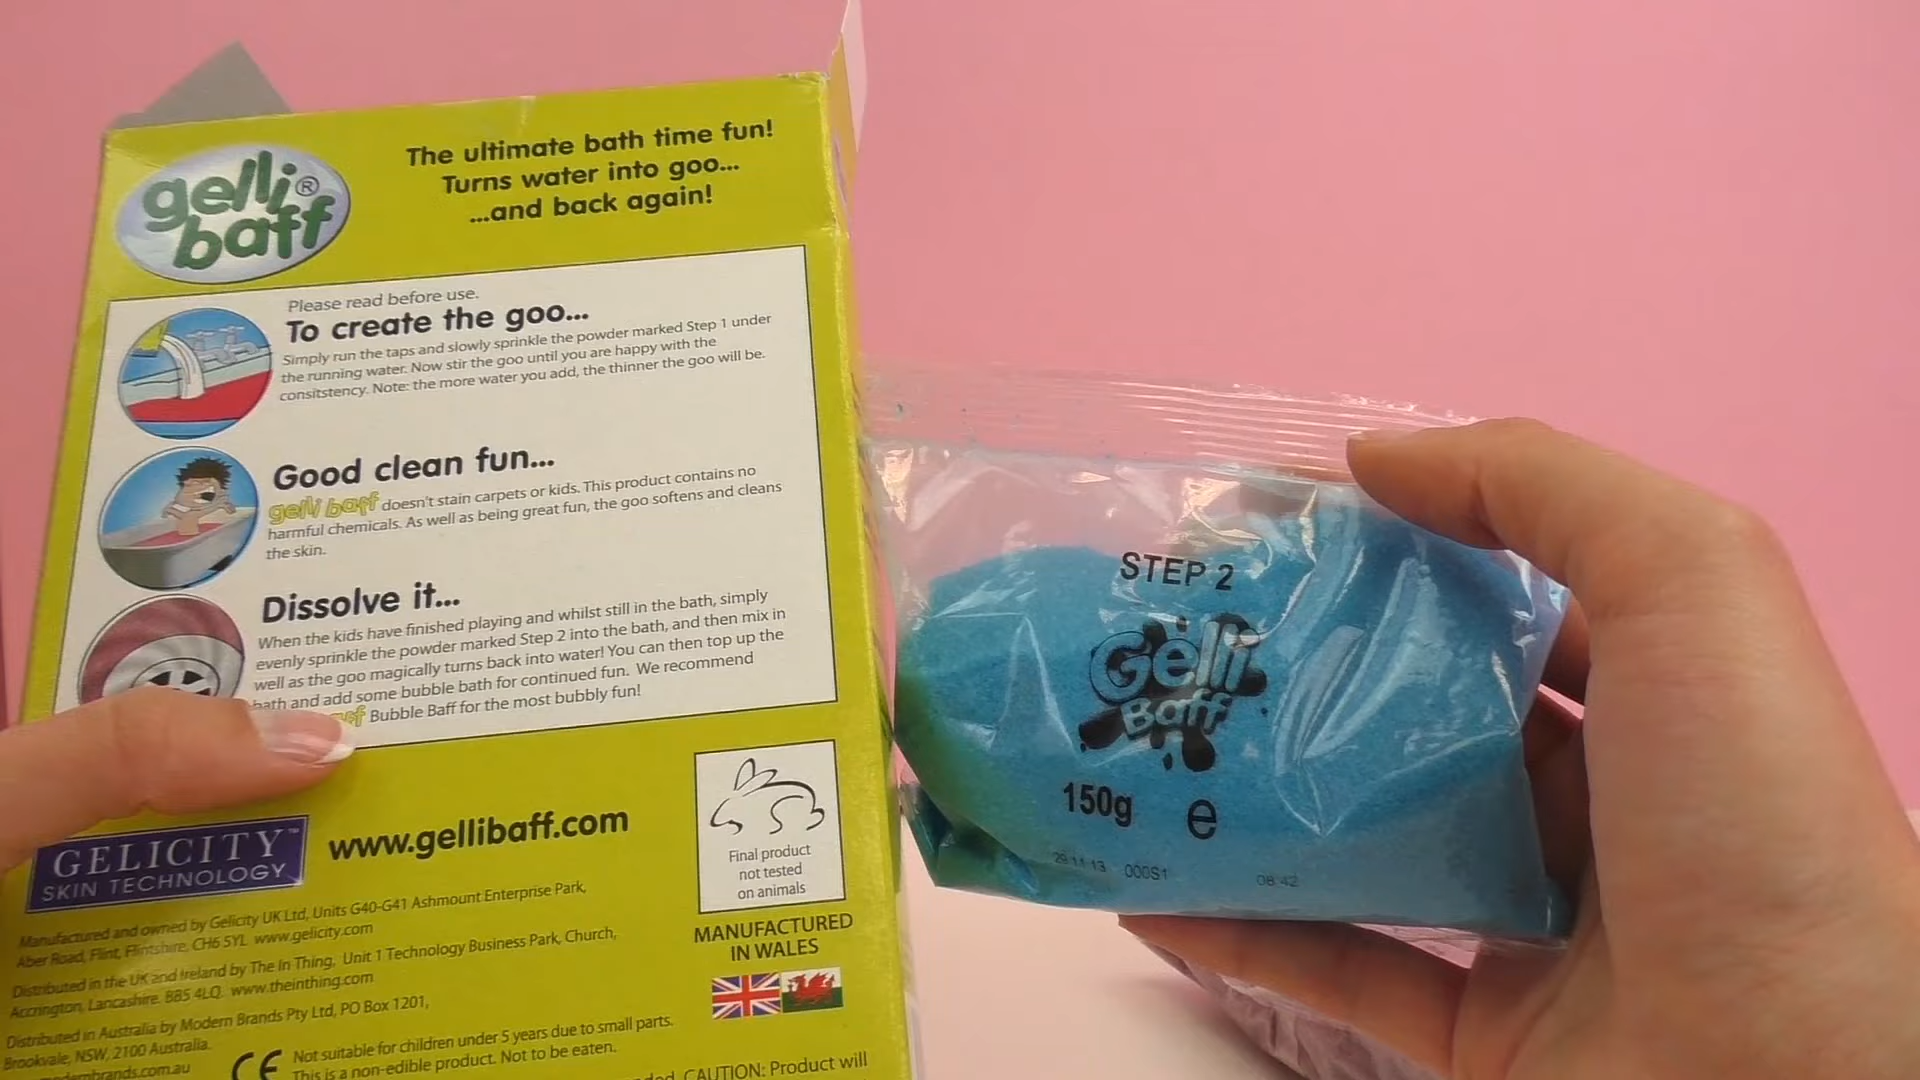 gelli®
baff
The ultimate bath time fun!
Turns water into goo...
...and back again!
Please read before use.
To create the goo...
Simply run the taps and slowly sprinkle the powder marked Step 1 under
the running water. Now stir the goo until you are happy with the
consitstency. Note: the more water you add, the thinner the goo will be.
Good clean fun...
gelli baff doesn't stain carpets or kids. This product contains no
harmful chemicals. As well as being great fun, the goo softens and cleans
the skin.
Dissolve it...
When the kids have finished playing and whilst still in the bath, simply
evenly sprinkle the powder marked Step 2 into the bath, and then mix in
well as the goo magically turns back into water! You can then top up the
bath and add some bubble bath for continued fun. We recommend
Bubble Baff for the most bubbly fun!
GELICITY™
SKIN TECHNOLOGY
www.gellibaff.com
Final product
not tested
on animals
MANUFACTURED
IN WALES
Manufactured and owned by Gelicity UK Ltd, Units G40-G41 Ashmount Enterprise Park,
Aber Road, Flint, Flintshire, CH6 5YL www.gelicity.com
Distributed in the UK and Ireland by The In Thing, Unit 1 Technology Business Park, Church,
Accrington, Lancashire. BB5 4LQ. www.theinthing.com
Distributed in Australia by Modern Brands Pty Ltd, PO Box 1201,
Brookvale, NSW, 2100 Australia.
CE
Not suitable for children under 5 years due to small parts.
This is a non-edible product. Not to be eaten.
CAUTION: Product will
STEP 2
Gelli
Baff
150g e
29 11 13 000S1 08:42